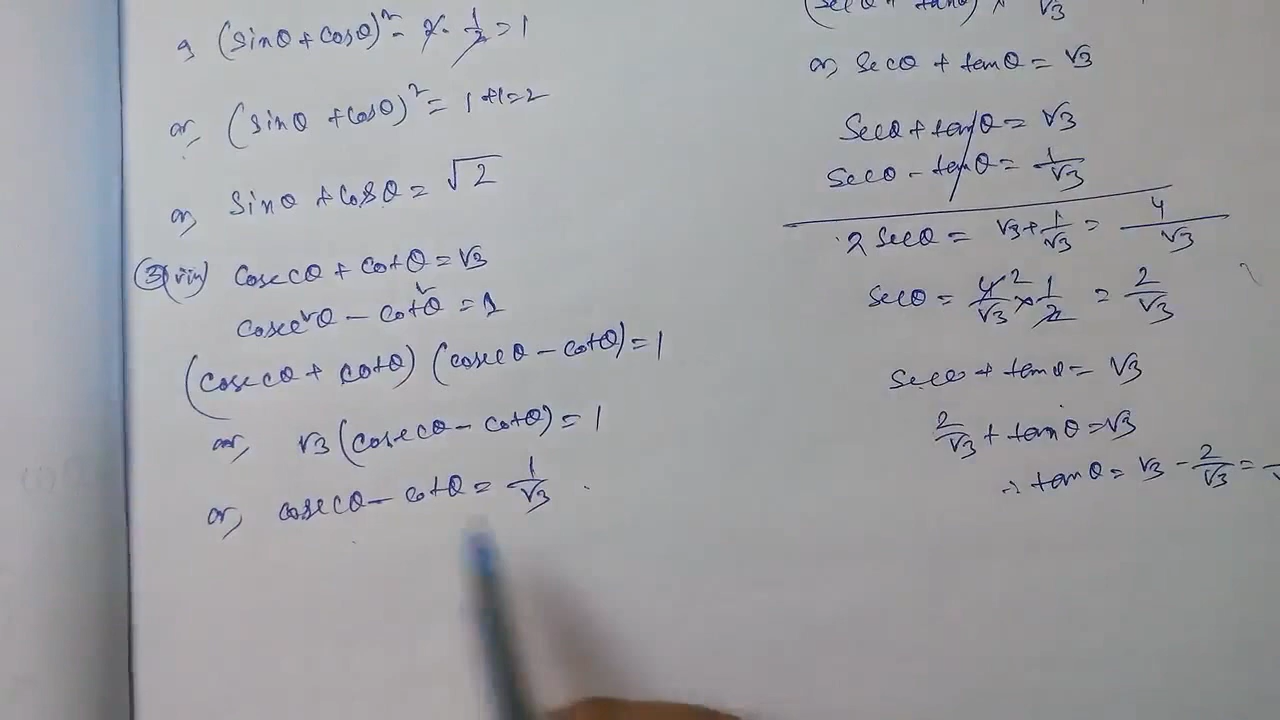 (sinθ + cosθ)² - 2·1/2 = 1
or, (sinθ + cosθ)² = 1+1=2
or, sinθ + cosθ = √2
3(viii) cosecθ + cotθ = √3
cosec²θ - cot²θ = 1
(cosecθ + cotθ) (cosecθ - cotθ) = 1
or, √3 (cosecθ - cotθ) = 1
or, cosecθ - cotθ = 1/√3
√3
or, secθ + tanθ = √3
secθ + tanθ = √3
secθ - tanθ = 1/√3
2 secθ = √3 + 1/√3 = 4/√3
secθ = 4/√3 × 1/2 = 2/√3
secθ + tanθ = √3
2/√3 + tanθ = √3
∴ tanθ = √3 - 2/√3 =